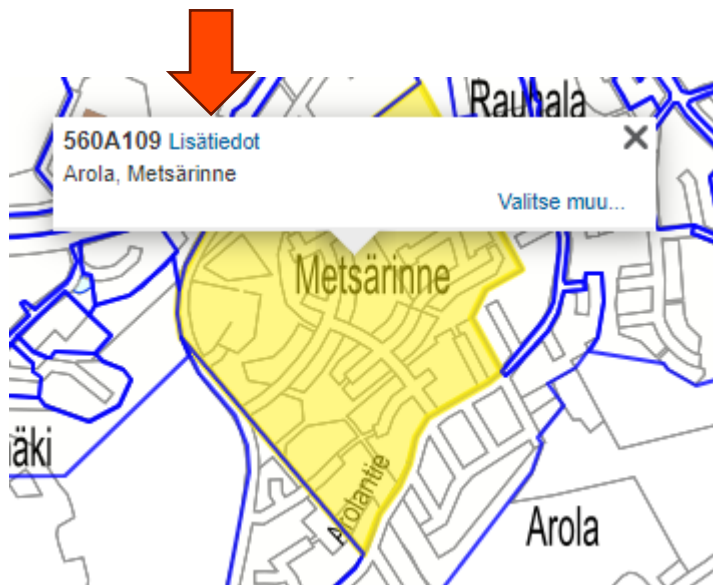 Rauhala
560A109 Lisätiedot
Arola, Metsärinne
Valitse muu...
Metsärinne
äki
Arolantie
Arola